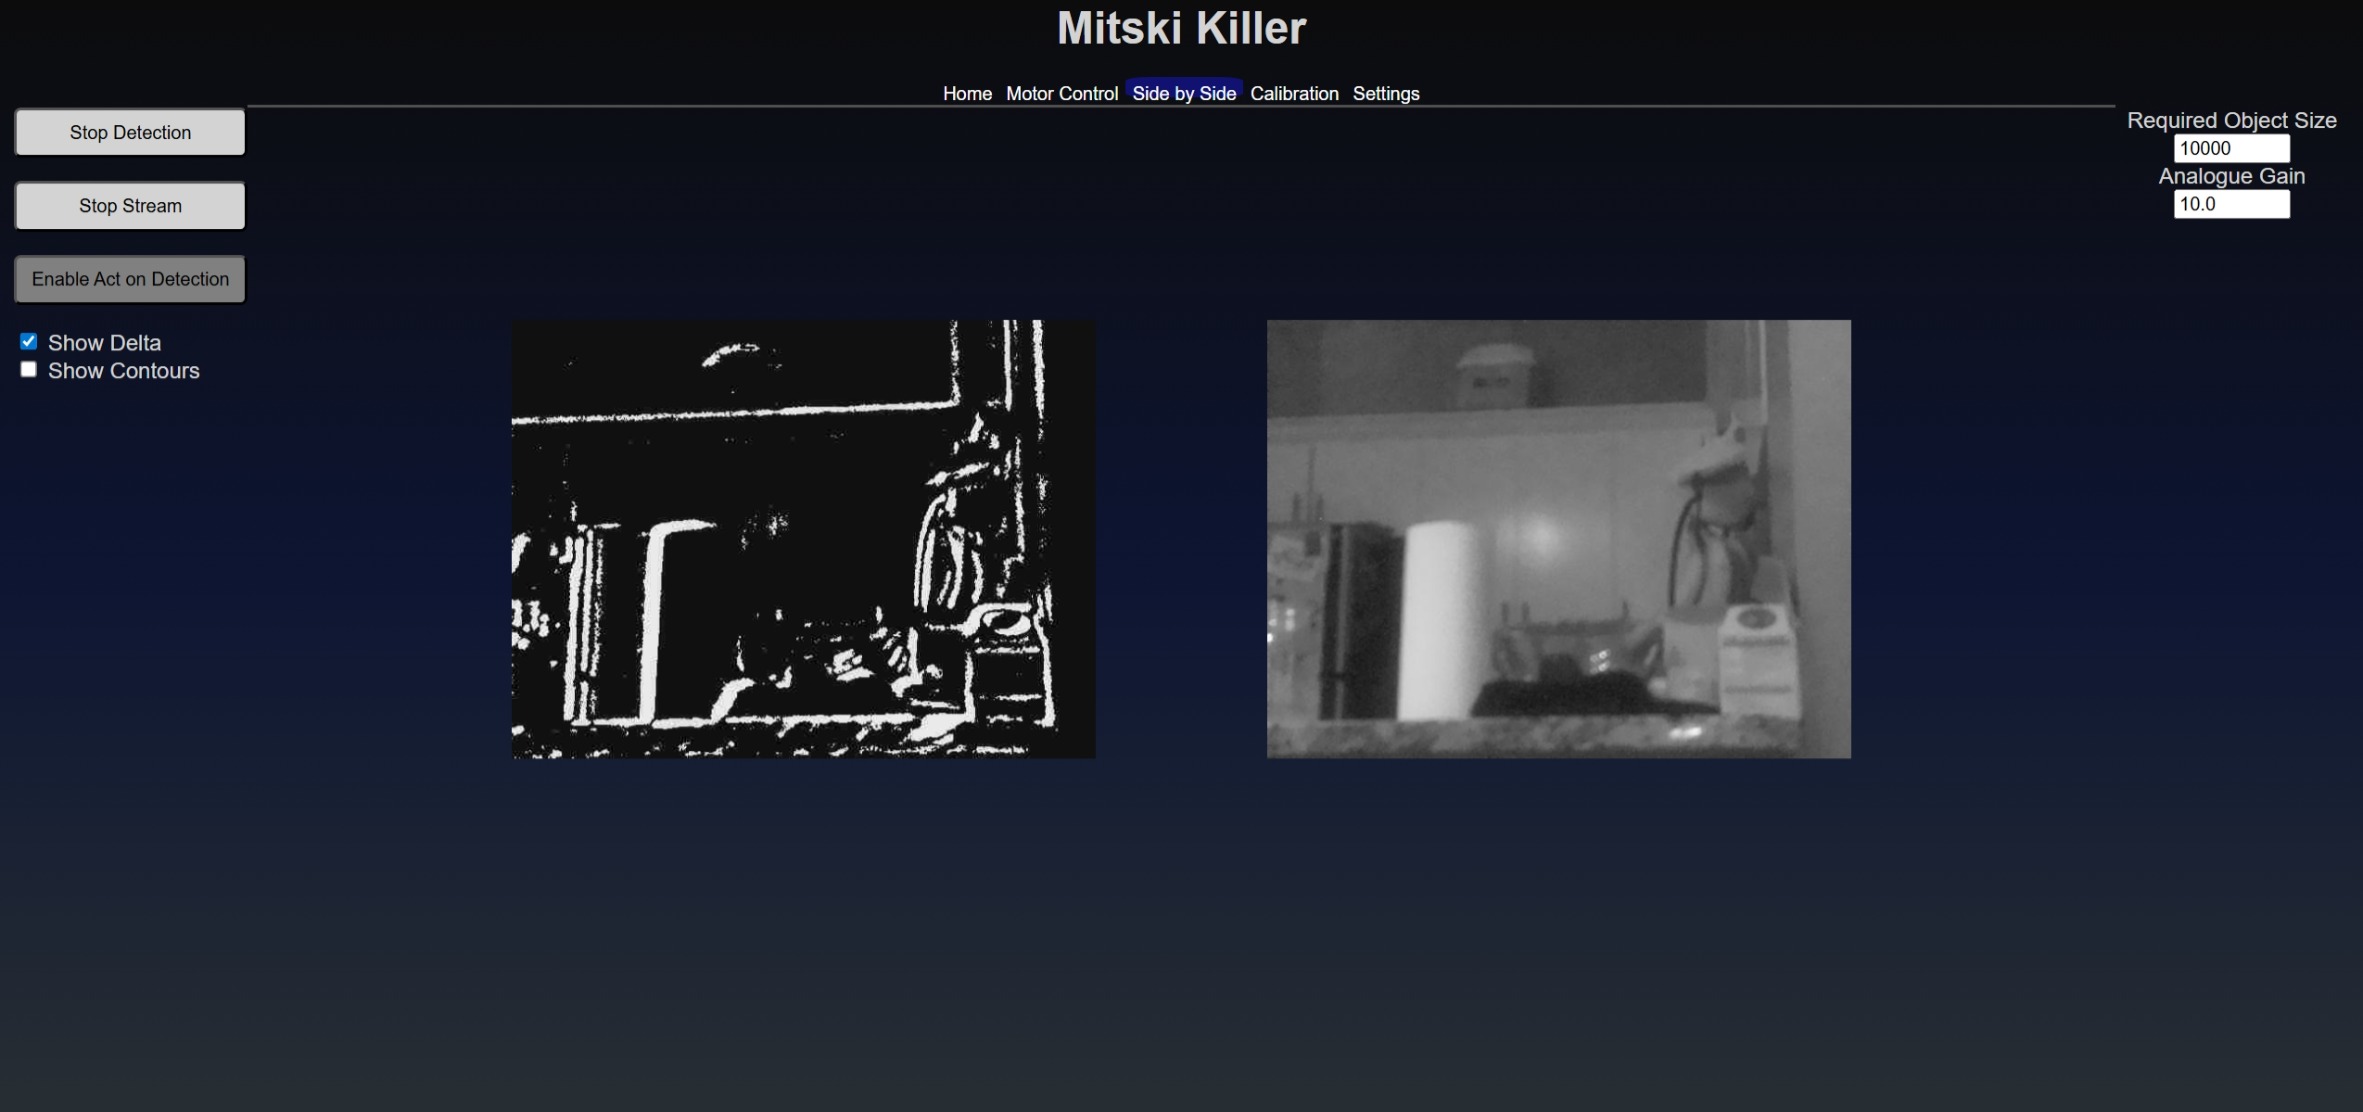 Mitski Killer
Home Motor Control Side by Side Calibration Settings
Stop Detection
Stop Stream
Enable Act on Detection
Show Delta
Show Contours
Required Object Size
10000
Analogue Gain
10.0